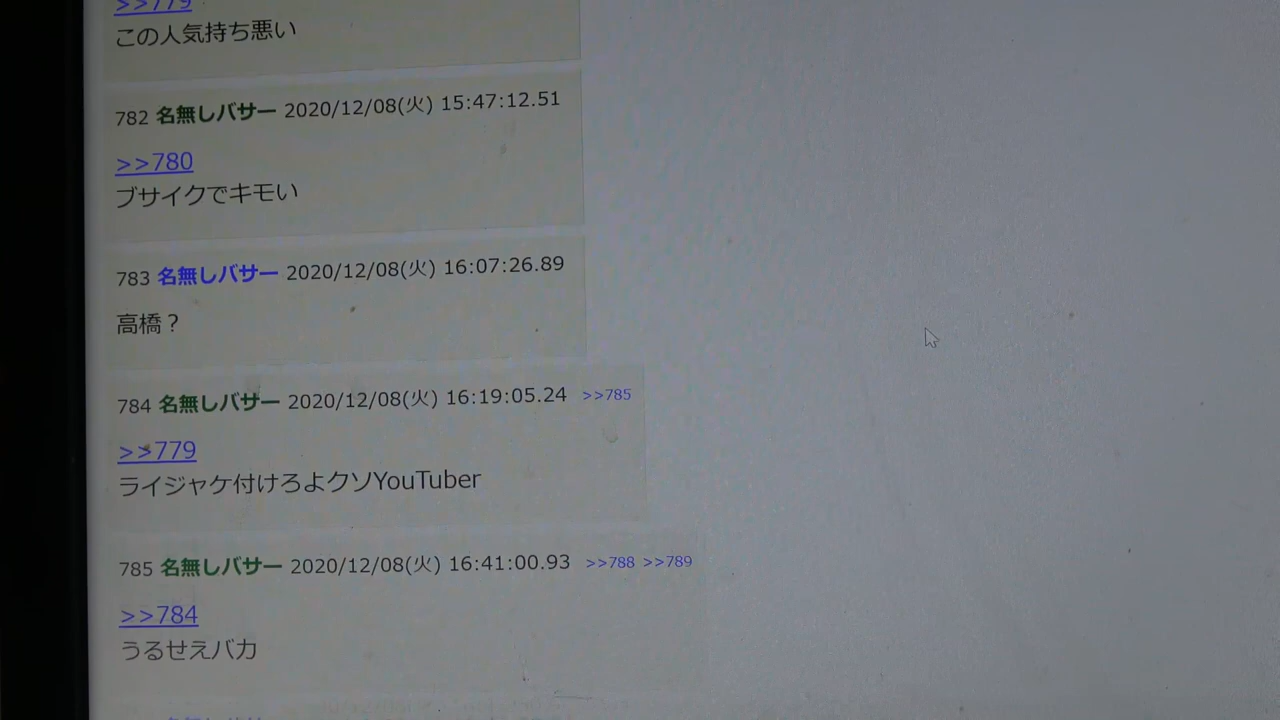 >>779
この人気持ち悪い
782 名無しバサー 2020/12/08(火) 15:47:12.51
>>780
ブサイクでキモい
783 名無しバサー 2020/12/08(火) 16:07:26.89
高橋？
784 名無しバサー 2020/12/08(火) 16:19:05.24 >>785
>>779
ライジャケ付けろよクソYouTuber
785 名無しバサー 2020/12/08(火) 16:41:00.93 >>788 >>789
>>784
うるせえバカ